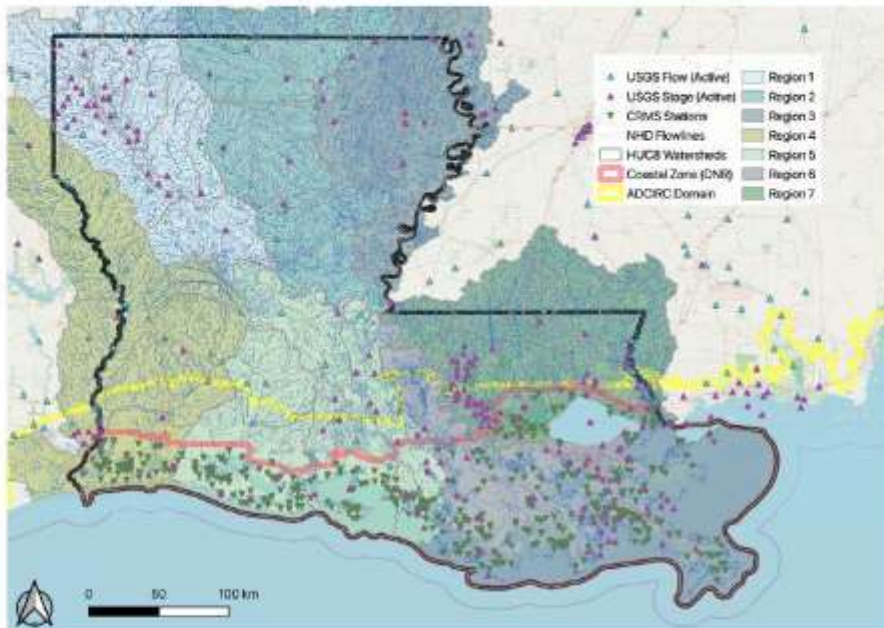 USGS Flow (Active)
USGS Stage (Active)
CRMS Stations
NHD Flowlines
HUC8 Watersheds
Coastal Zone (DNR)
ADCIRC Domain
Region 1
Region 2
Region 3
Region 4
Region 5
Region 6
Region 7
0 50 100 km